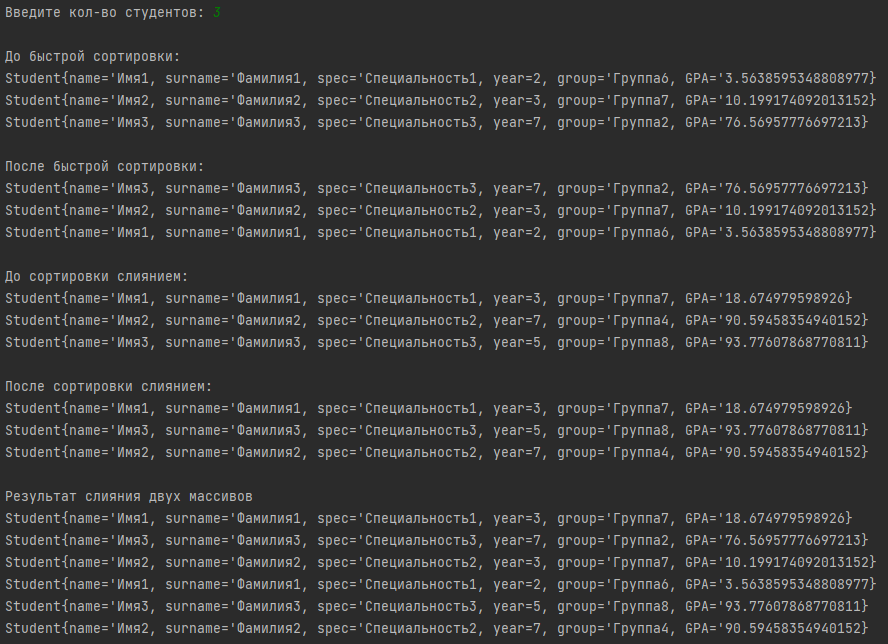 Введите кол-во студентов: 3
До быстрой сортировки:
Student{name='Имя1, surname='Фамилия1, spec='Специальность1, year=2, group='Группа6, GPA='3.5638595348808977}
Student{name='Имя2, surname='Фамилия2, spec='Специальность2, year=3, group='Группа7, GPA='10.199174092013152}
Student{name='Имя3, surname='Фамилия3, spec='Специальность3, year=7, group='Группа2, GPA='76.56957776697213}
После быстрой сортировки:
Student{name='Имя3, surname='Фамилия3, spec='Специальность3, year=7, group='Группа2, GPA='76.56957776697213}
Student{name='Имя2, surname='Фамилия2, spec='Специальность2, year=3, group='Группа7, GPA='10.199174092013152}
Student{name='Имя1, surname='Фамилия1, spec='Специальность1, year=2, group='Группа6, GPA='3.5638595348808977}
До сортировки слиянием:
Student{name='Имя1, surname='Фамилия1, spec='Специальность1, year=3, group='Группа7, GPA='18.674979598926}
Student{name='Имя2, surname='Фамилия2, spec='Специальность2, year=7, group='Группа4, GPA='90.59458354940152}
Student{name='Имя3, surname='Фамилия3, spec='Специальность3, year=5, group='Группа8, GPA='93.77607868770811}
После сортировки слиянием:
Student{name='Имя1, surname='Фамилия1, spec='Специальность1, year=3, group='Группа7, GPA='18.674979598926}
Student{name='Имя3, surname='Фамилия3, spec='Специальность3, year=5, group='Группа8, GPA='93.77607868770811}
Student{name='Имя2, surname='Фамилия2, spec='Специальность2, year=7, group='Группа4, GPA='90.59458354940152}
Результат слияния двух массивов
Student{name='Имя1, surname='Фамилия1, spec='Специальность1, year=3, group='Группа7, GPA='18.674979598926}
Student{name='Имя3, surname='Фамилия3, spec='Специальность3, year=7, group='Группа2, GPA='76.56957776697213}
Student{name='Имя2, surname='Фамилия2, spec='Специальность2, year=3, group='Группа7, GPA='10.199174092013152}
Student{name='Имя1, surname='Фамилия1, spec='Специальность1, year=2, group='Группа6, GPA='3.5638595348808977}
Student{name='Имя3, surname='Фамилия3, spec='Специальность3, year=5, group='Группа8, GPA='93.77607868770811}
Student{name='Имя2, surname='Фамилия2, spec='Специальность2, year=7, group='Группа4, GPA='90.59458354940152}